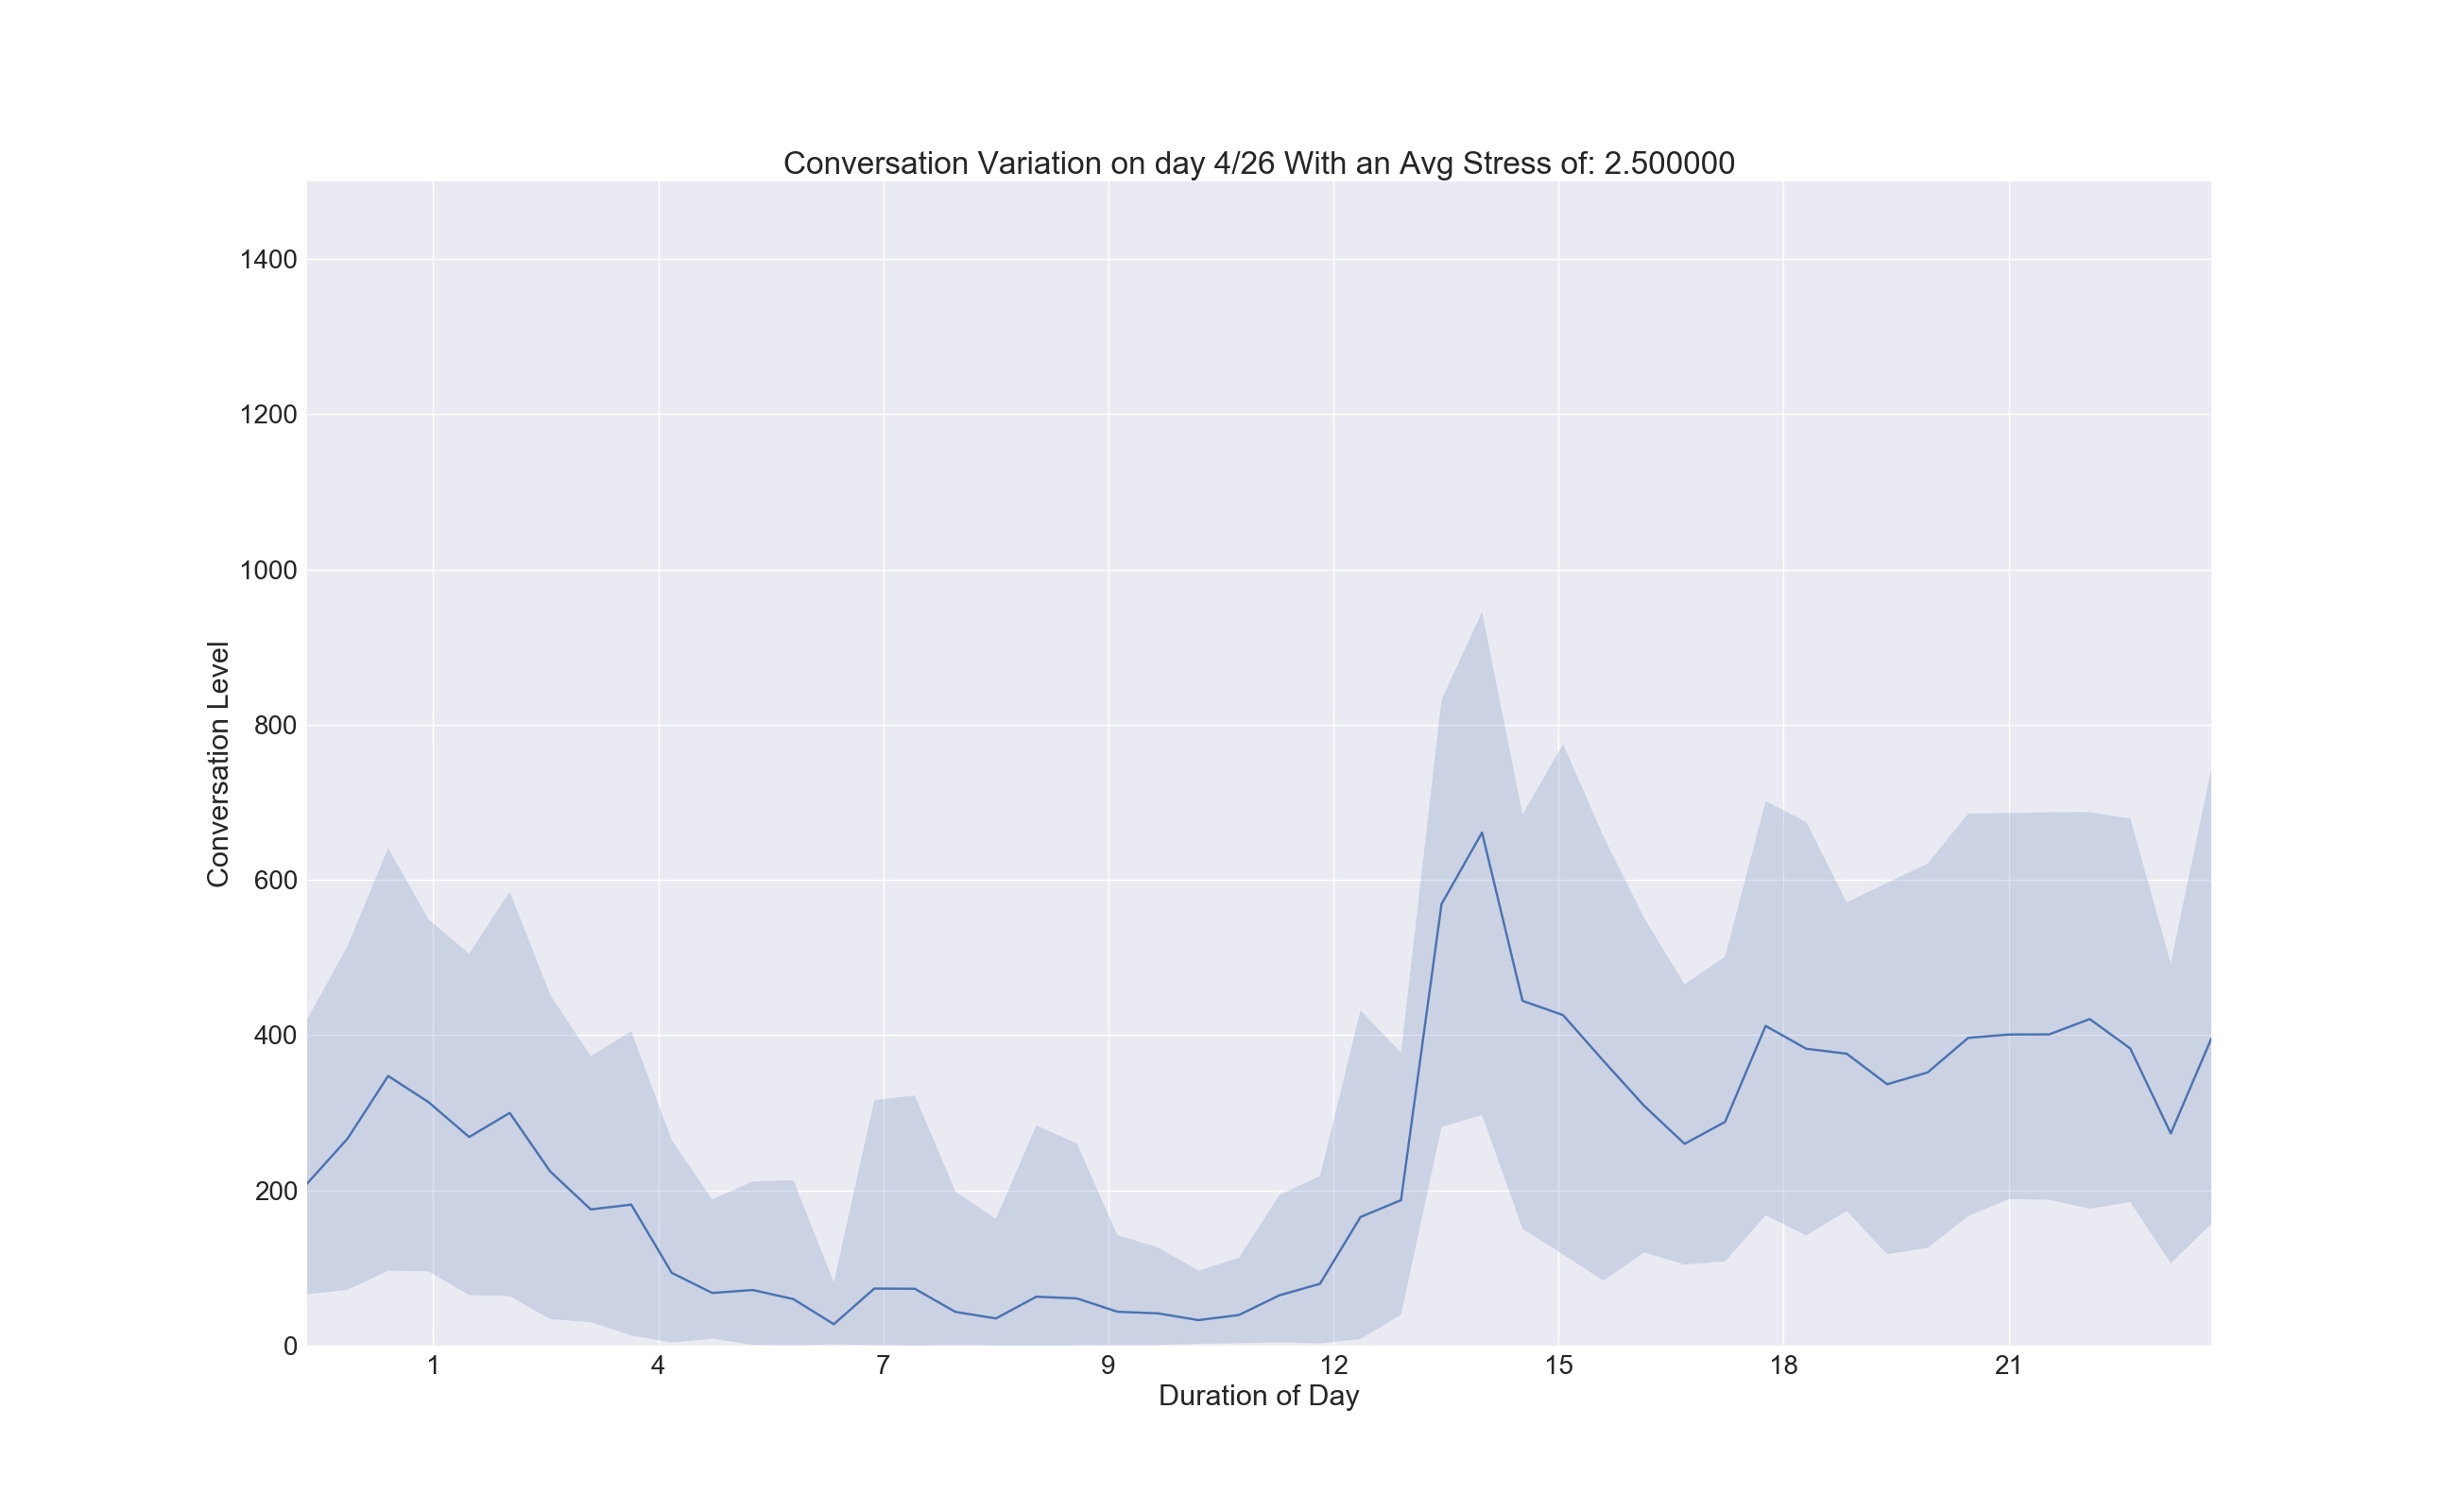 Conversation Variation on day 4/26 With an Avg Stress of: 2.500000
1400
1200
1000
800
600
400
200
0
Conversation Level
1 4 7 9 12 15 18 21
Duration of Day